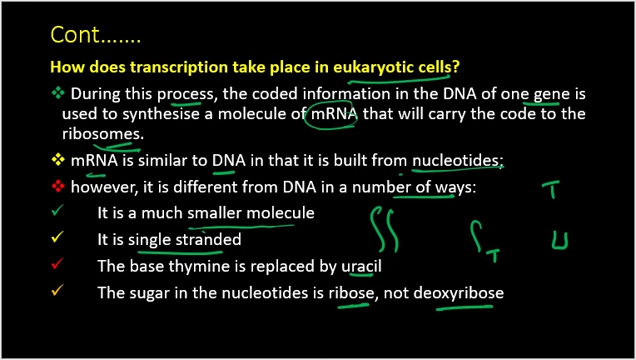 Cont…….
How does transcription take place in eukaryotic cells?
During this process, the coded information in the DNA of one gene is
used to synthesise a molecule of mRNA that will carry the code to the
ribosomes.
mRNA is similar to DNA in that it is built from nucleotides;
however, it is different from DNA in a number of ways:
T
It is a much smaller molecule
It is single stranded
T
U
The base thymine is replaced by uracil
The sugar in the nucleotides is ribose, not deoxyribose